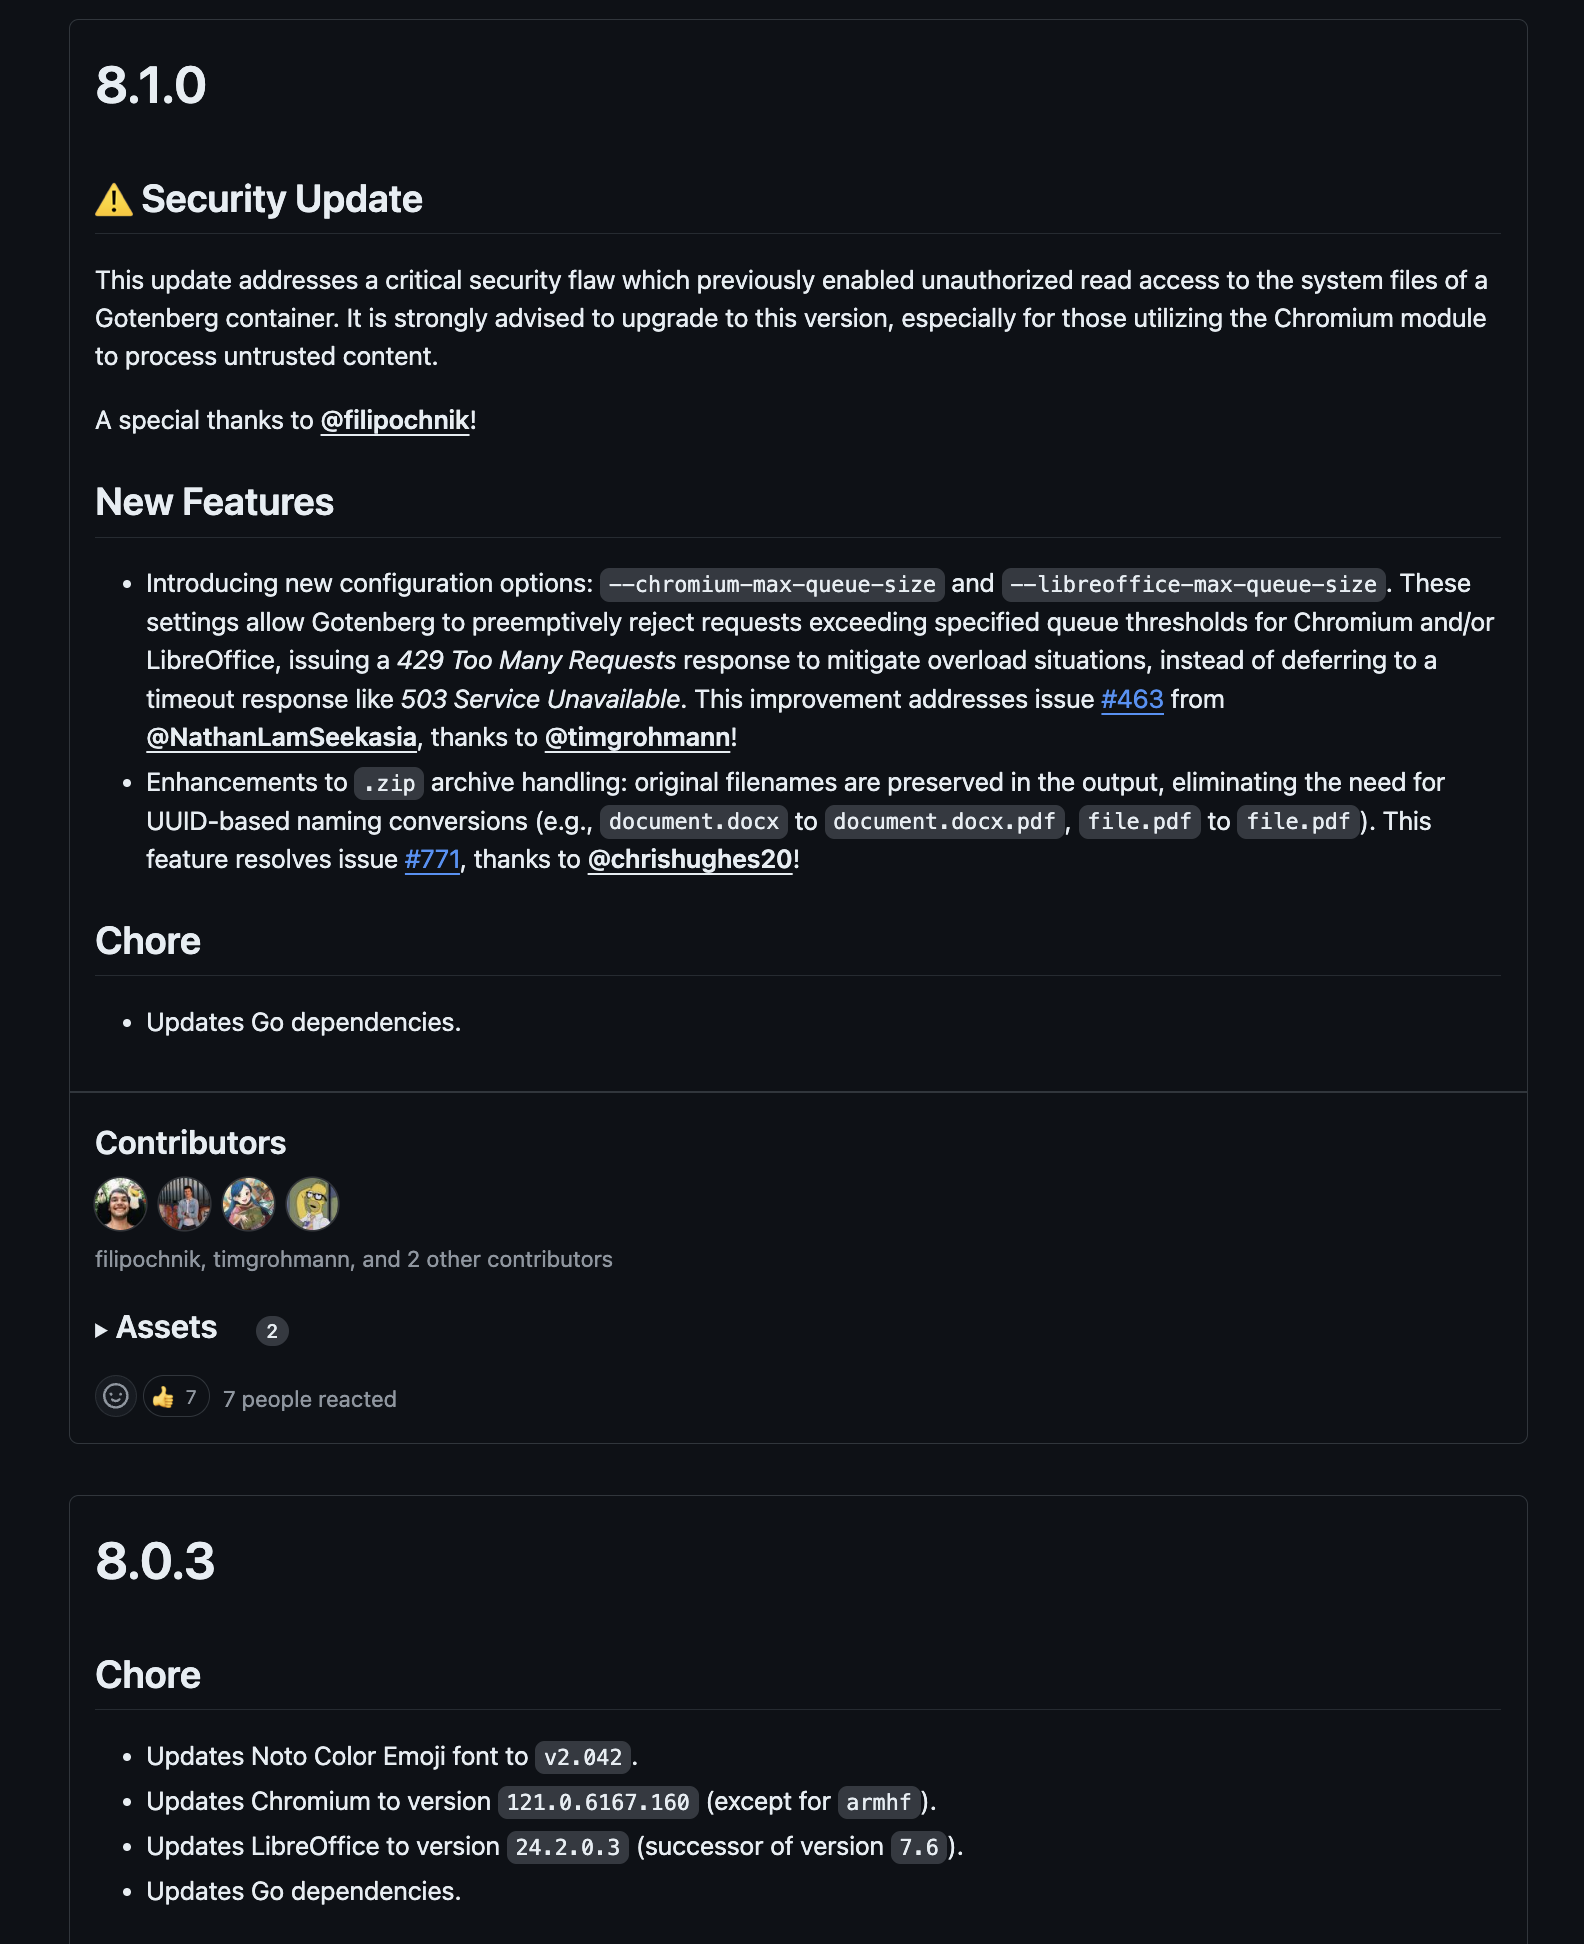 8.1.0
⚠️ Security Update
This update addresses a critical security flaw which previously enabled unauthorized read access to the system files of a
Gotenberg container. It is strongly advised to upgrade to this version, especially for those utilizing the Chromium module
to process untrusted content.
A special thanks to @filipochnik!
New Features
• Introducing new configuration options: --chromium-max-queue-size and --libreoffice-max-queue-size. These
settings allow Gotenberg to preemptively reject requests exceeding specified queue thresholds for Chromium and/or
LibreOffice, issuing a 429 Too Many Requests response to mitigate overload situations, instead of deferring to a
timeout response like 503 Service Unavailable. This improvement addresses issue #463 from
@NathanLamSeekasia, thanks to @timgrohmann!
• Enhancements to .zip archive handling: original filenames are preserved in the output, eliminating the need for
UUID-based naming conversions (e.g., document.docx to document.docx.pdf, file.pdf to file.pdf). This
feature resolves issue #771, thanks to @chrishughes20!
Chore
• Updates Go dependencies.
Contributors
filipochnik, timgrohmann, and 2 other contributors
Assets 2
👍 7 7 people reacted
8.0.3
Chore
• Updates Noto Color Emoji font to v2.042.
• Updates Chromium to version 121.0.6167.160 (except for armhf).
• Updates LibreOffice to version 24.2.0.3 (successor of version 7.6).
• Updates Go dependencies.